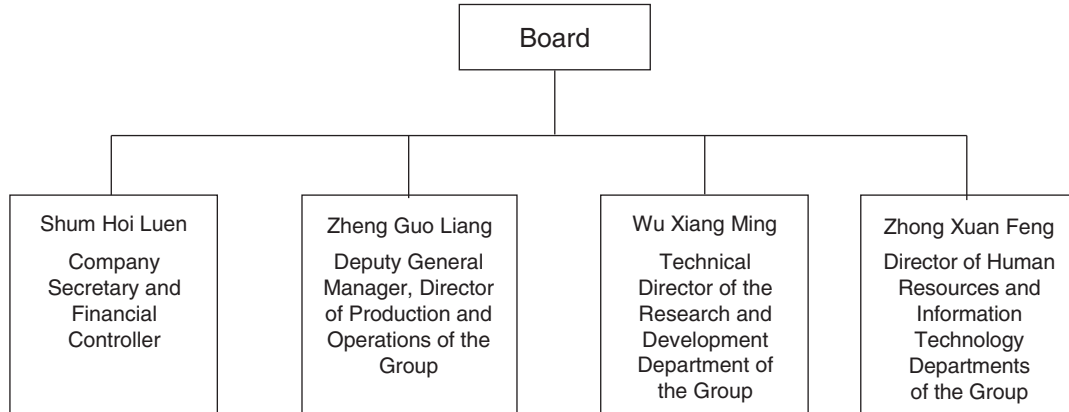 Board
Shum Hoi Luen
Company
Secretary and
Financial
Controller
Zheng Guo Liang
Deputy General
Manager, Director
of Production and
Operations of the
Group
Wu Xiang Ming
Technical
Director of the
Research and
Development
Department of
the Group
Zhong Xuan Feng
Director of Human
Resources and
Information
Technology
Departments
of the Group